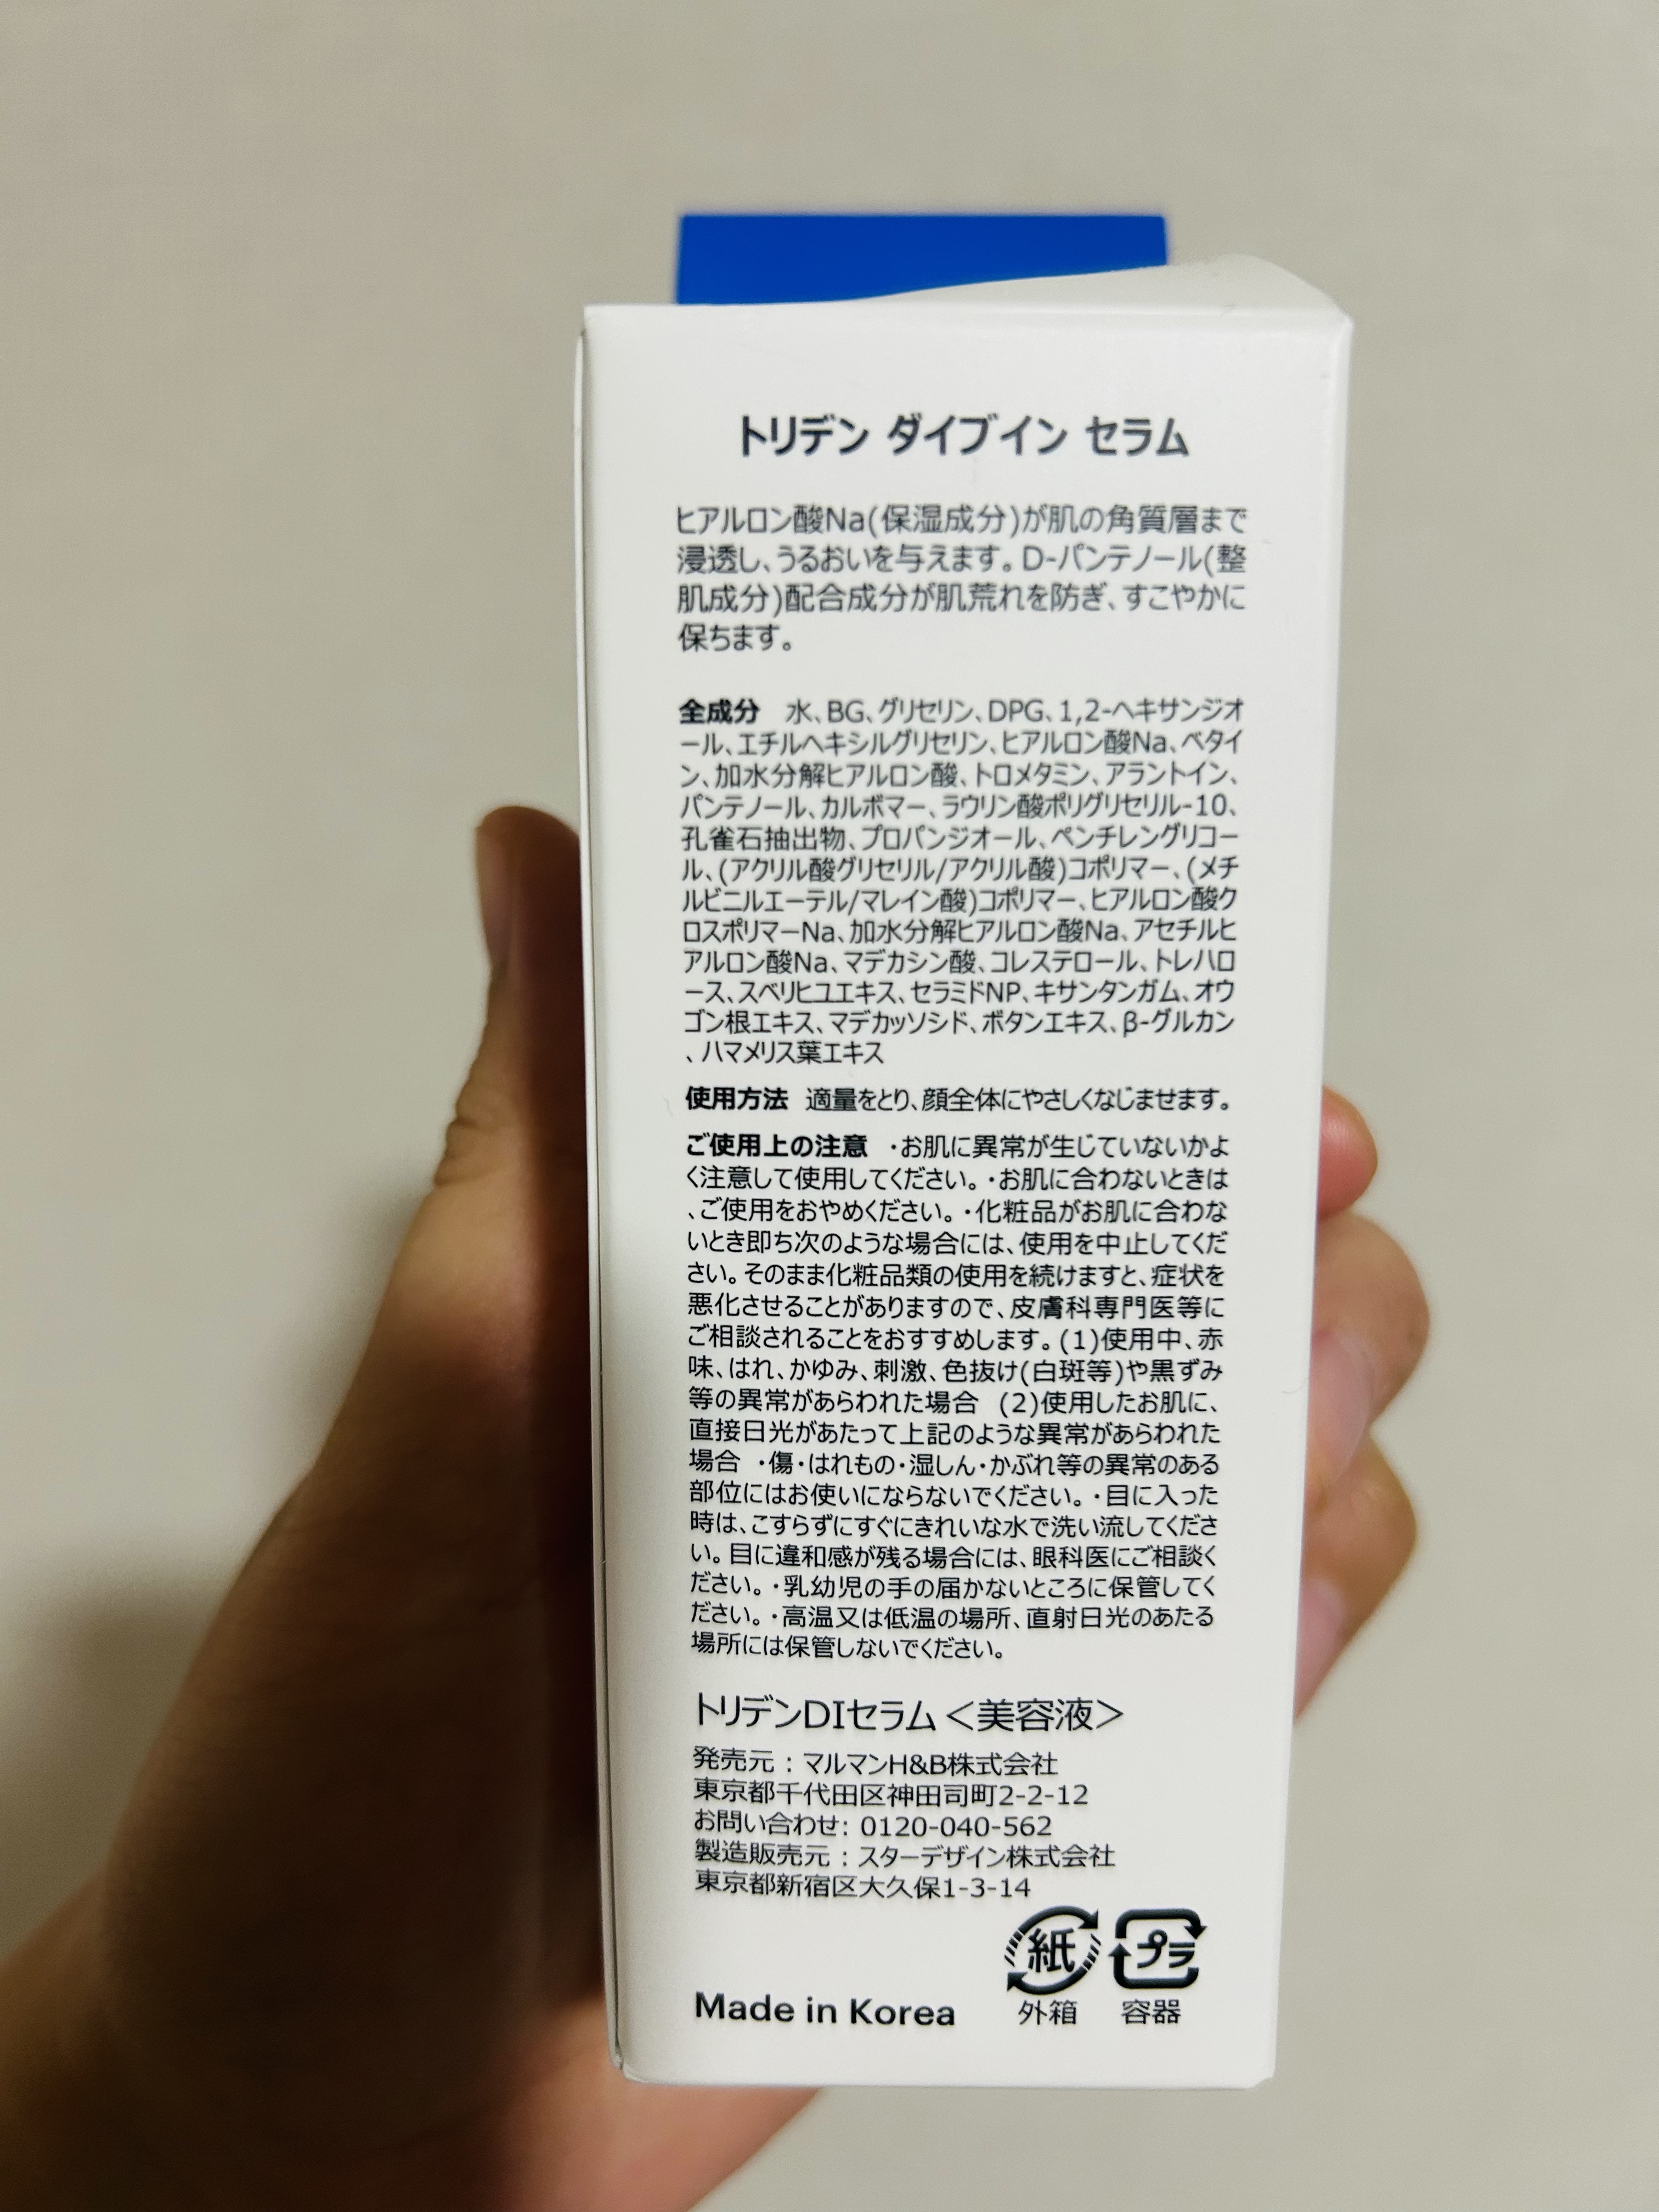 トリデン ダイブイン セラム
ヒアルロン酸Na(保湿成分)が肌の角質層まで
浸透し、うるおいを与えます。D-パンテノール(整
肌成分)配合成分が肌荒れを防ぎ、すこやかに
保ちます。
全成分 水、BG、グリセリン、DPG、1,2-ヘキサンジオ
ール、エチルヘキシルグリセリン、ヒアルロン酸Na、ベタイ
ン、加水分解ヒアルロン酸、トロメタミン、アラントイン、
パンテノール、カルボマー、ラウリン酸ポリグリセリル-10、
孔雀石抽出物、プロパンジオール、ペンチレングリコー
ル、(アクリル酸グリセリル/アクリル酸)コポリマー、(メチ
ルビニルエーテル/マレイン酸)コポリマー、ヒアルロン酸ク
ロスポリマーNa、加水分解ヒアルロン酸Na、アセチルヒ
アルロン酸Na、マデカシン酸、コレステロール、トレハロ
ース、スベリヒユエキス、セラミドNP、キサンタンガム、オウ
ゴン根エキス、マデカッソシド、ボタンエキス、β-グルカン
、ハマメリス葉エキス
使用方法 適量をとり、顔全体にやさしくなじませます。
ご使用上の注意 ・お肌に異常が生じていないかよ
く注意して使用してください。・お肌に合わないときは
、ご使用をおやめください。・化粧品がお肌に合わな
いとき即ち次のような場合には、使用を中止してくだ
さい。そのまま化粧品類の使用を続けますと、症状を
悪化させることがありますので、皮膚科専門医等に
ご相談されることをおすすめします。(1)使用中、赤
味、はれ、かゆみ、刺激、色抜け(白斑等)や黒ずみ
等の異常があらわれた場合 (2)使用したお肌に、
直接日光があたって上記のような異常があらわれた
場合 ・傷・はれもの・湿しん・かぶれ等の異常のある
部位にはお使いにならないでください。・目に入った
時は、こすらずにすぐにきれいな水で洗い流してくださ
い。目に違和感が残る場合には、眼科医にご相談く
ださい。・乳幼児の手の届かないところに保管してく
ださい。・高温又は低温の場所、直射日光のあたる
場所には保管しないでください。
トリデンDIセラム＜美容液＞
発売元：マルマンH&B株式会社
東京都千代田区神田司町2-2-12
お問い合わせ: 0120-040-562
製造販売元：スターデザイン株式会社
東京都新宿区大久保1-3-14
紙 プラ
Made in Korea 外箱 容器